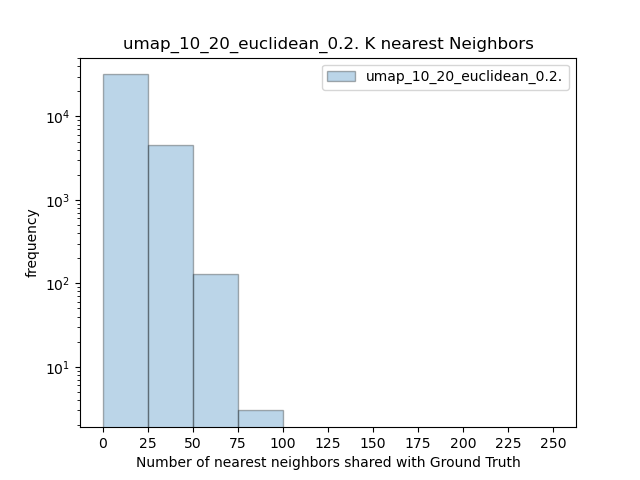 umap_10_20_euclidean_0.2. K nearest Neighbors
umap_10_20_euclidean_0.2.
frequency
10⁴
10³
10²
10¹
0 25 50 75 100 125 150 175 200 225 250
Number of nearest neighbors shared with Ground Truth